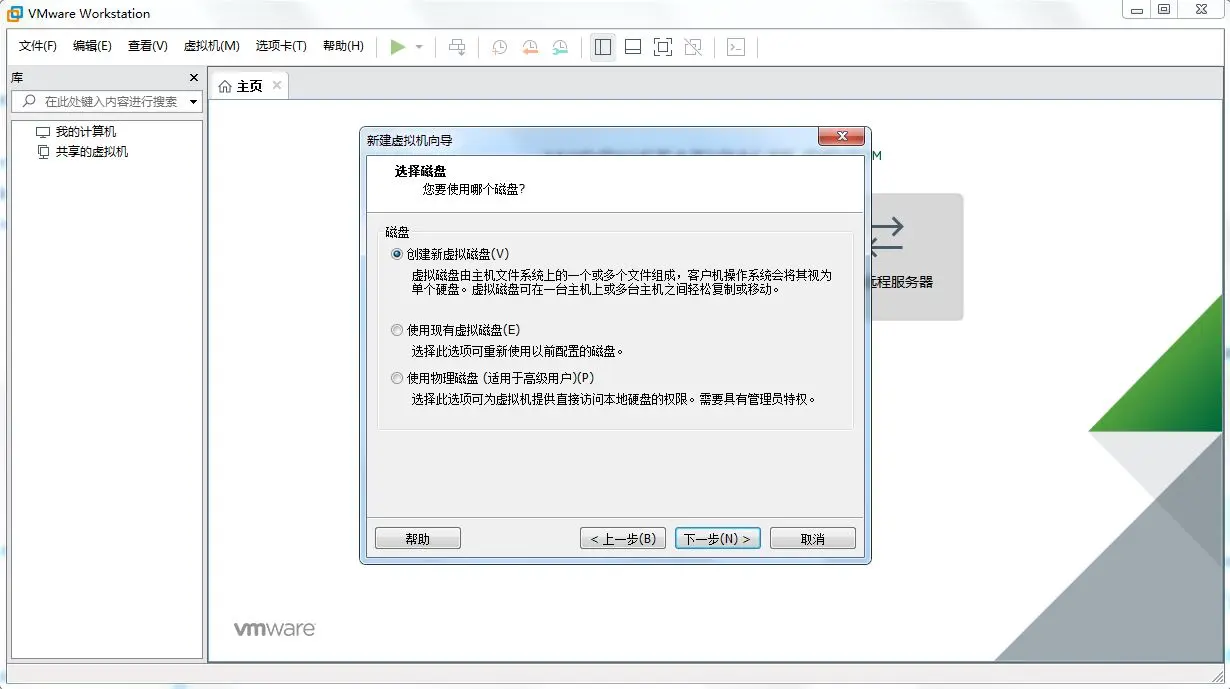 VMware Workstation
文件(F) 编辑(E) 查看(V) 虚拟机(M) 选项卡(T) 帮助(H)
库
主页
在此处键入内容进行搜索
我的计算机
共享的虚拟机
新建虚拟机向导
M
选择磁盘
您要使用哪个磁盘?
磁盘
创建新虚拟磁盘(V)
虚拟磁盘由主机文件系统上的一个或多个文件组成，客户机操作系统会将其视为
单个硬盘。虚拟磁盘可在一台主机上或多台主机之间轻松复制或移动。
远程服务器
使用现有虚拟磁盘(E)
选择此选项可重新使用以前配置的磁盘。
使用物理磁盘 (适用于高级用户)(P)
选择此选项可为虚拟机提供直接访问本地硬盘的权限。需要具有管理员特权。
帮助 < 上一步(B) 下一步(N) > 取消
vmware